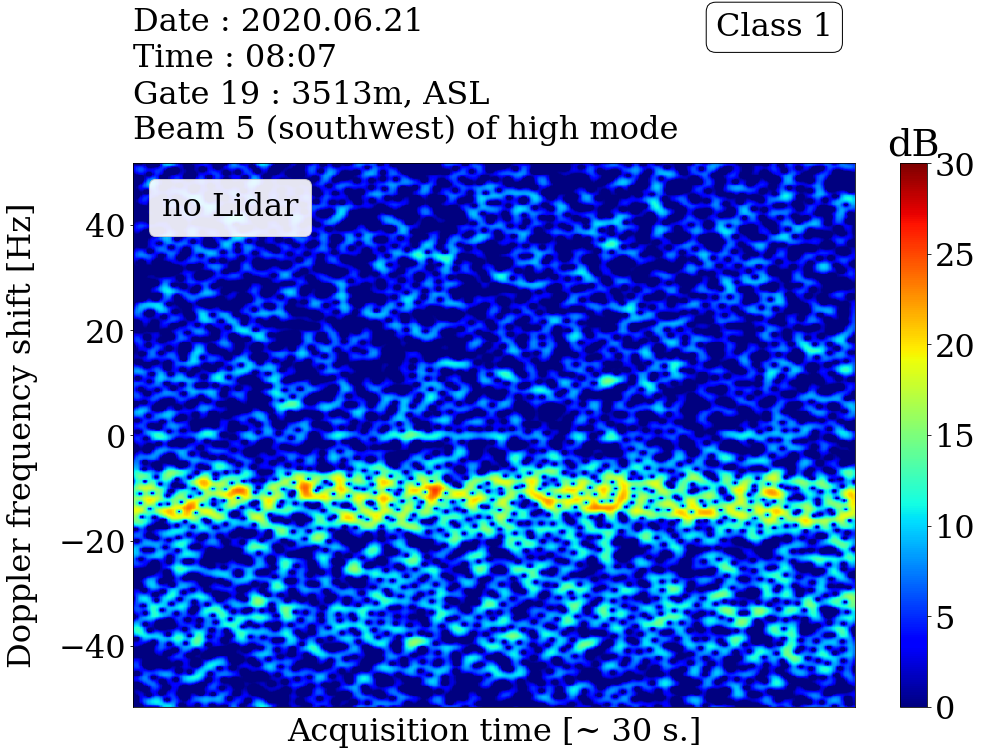 Date : 2020.06.21
Time : 08:07
Gate 19 : 3513m, ASL
Beam 5 (southwest) of high mode
Class 1
dB
no Lidar
Doppler frequency shift [Hz]
40
20
0
−20
−40
30
25
20
15
10
5
0
Acquisition time [~ 30 s.]